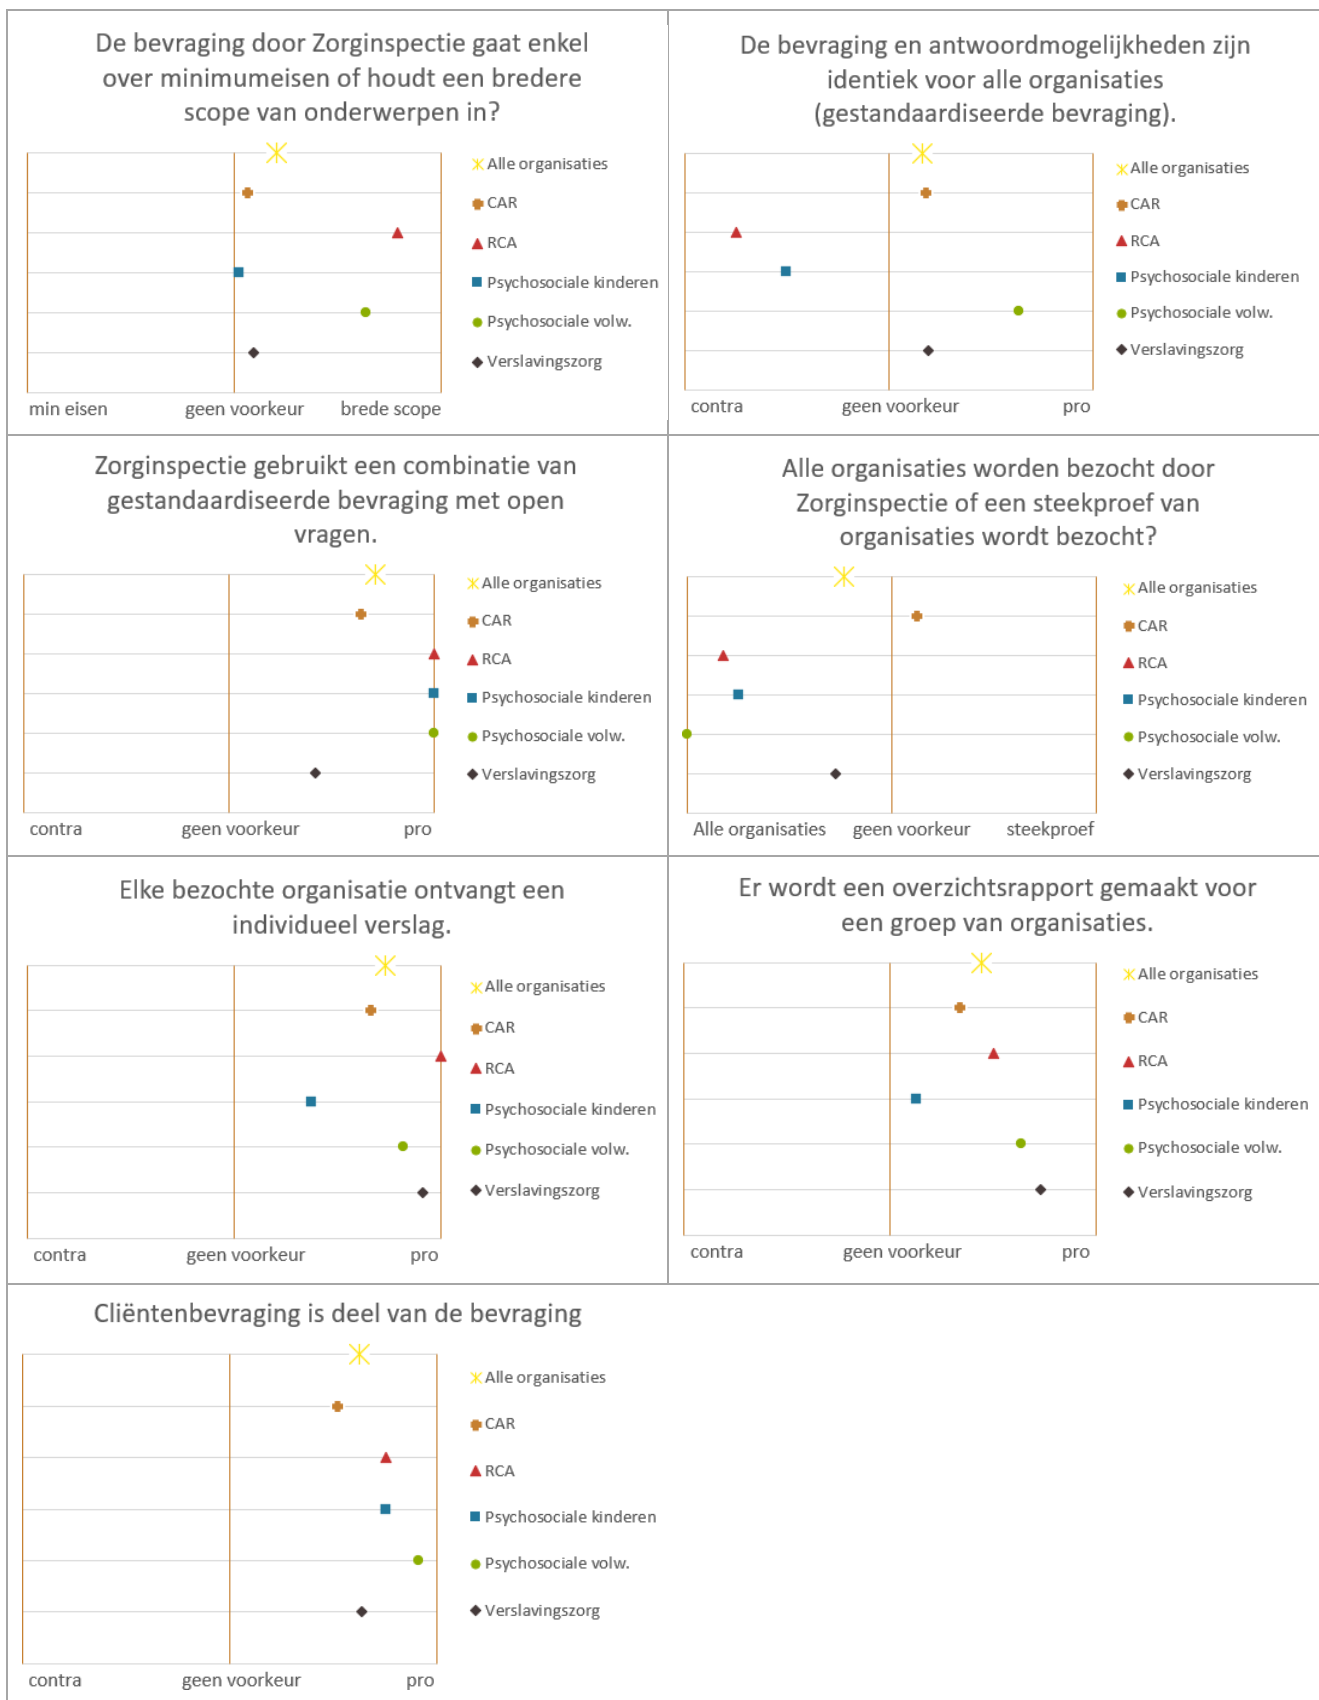 De bevraging door Zorginspectie gaat enkel
over minimumeisen of houdt een bredere
scope van onderwerpen in?
Alle organisaties
CAR
RCA
Psychosociale kinderen
Psychosociale volw.
Verslavingszorg
min eisen
geen voorkeur
brede scope
De bevraging en antwoordmogelijkheden zijn
identiek voor alle organisaties
(gestandaardiseerde bevraging).
Alle organisaties
CAR
RCA
Psychosociale kinderen
Psychosociale volw.
Verslavingszorg
contra
geen voorkeur
pro
Zorginspectie gebruikt een combinatie van
gestandaardiseerde bevraging met open
vragen.
Alle organisaties
CAR
RCA
Psychosociale kinderen
Psychosociale volw.
Verslavingszorg
contra
geen voorkeur
pro
Alle organisaties worden bezocht door
Zorginspectie of een steekproef van
organisaties wordt bezocht?
Alle organisaties
CAR
RCA
Psychosociale kinderen
Psychosociale volw.
Verslavingszorg
Alle organisaties
geen voorkeur
steekproef
Elke bezochte organisatie ontvangt een
individueel verslag.
Alle organisaties
CAR
RCA
Psychosociale kinderen
Psychosociale volw.
Verslavingszorg
contra
geen voorkeur
pro
Er wordt een overzichtsrapport gemaakt voor
een groep van organisaties.
Alle organisaties
CAR
RCA
Psychosociale kinderen
Psychosociale volw.
Verslavingszorg
contra
geen voorkeur
pro
Cliëntenbevraging is deel van de bevraging
Alle organisaties
CAR
RCA
Psychosociale kinderen
Psychosociale volw.
Verslavingszorg
contra
geen voorkeur
pro